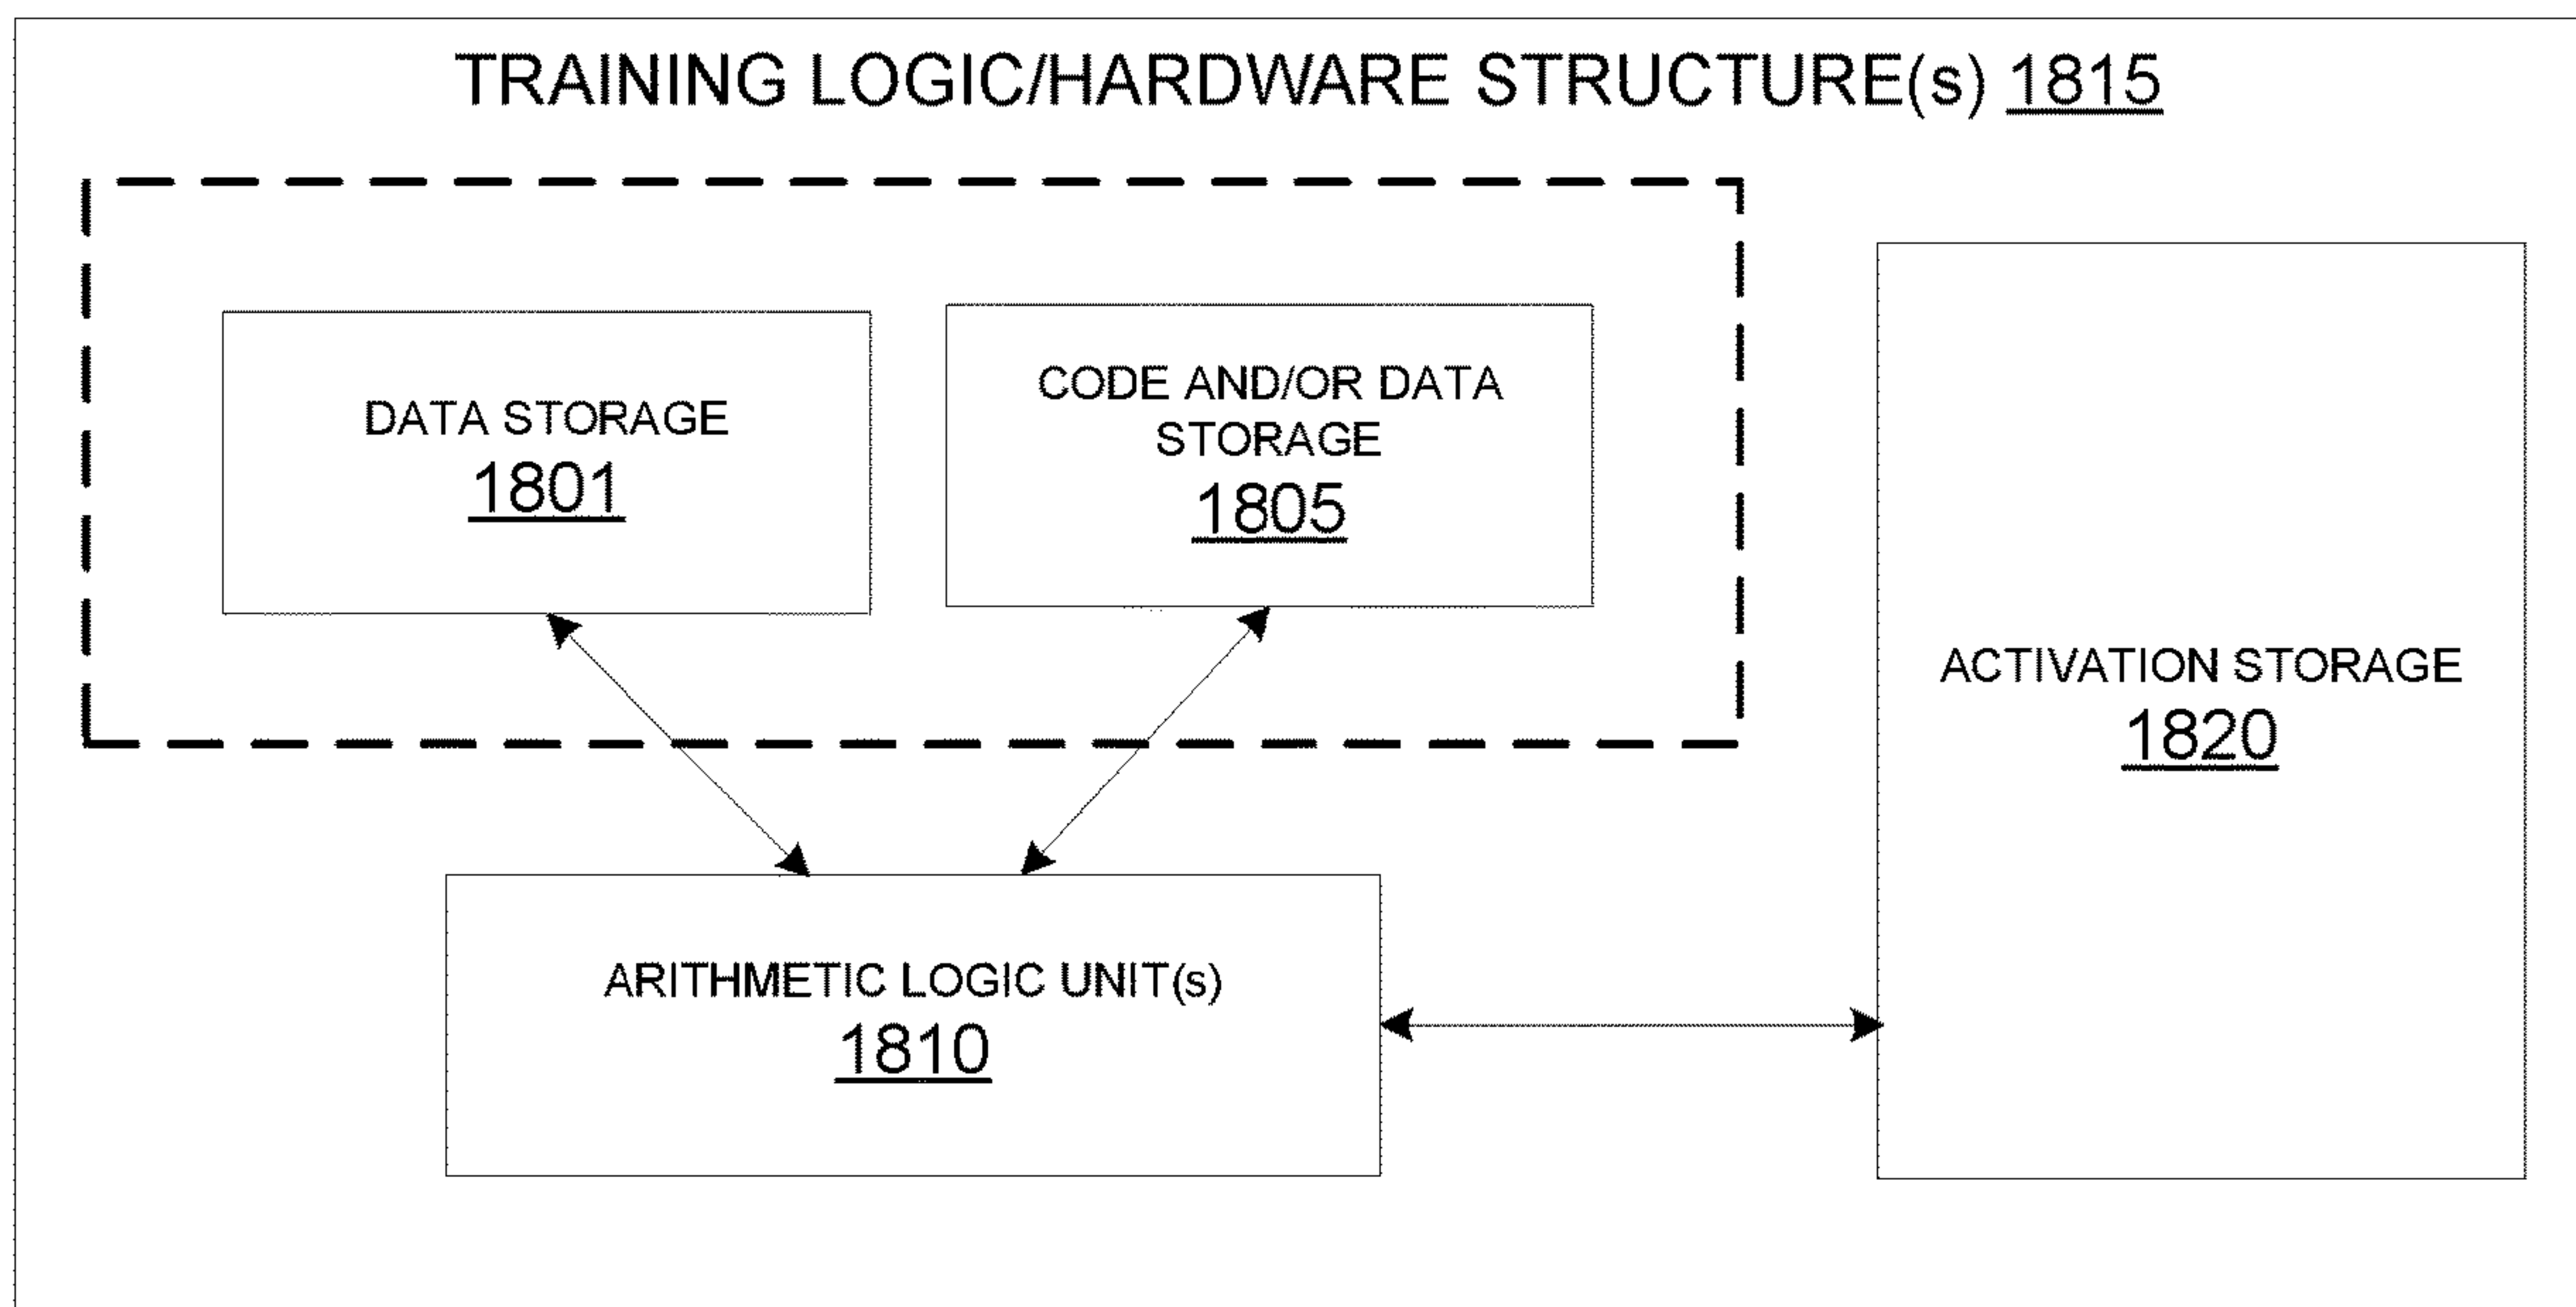 TRAINING LOGIC/HARDWARE STRUCTURE(s) 1815
DATA STORAGE
1801
CODE AND/OR DATA
STORAGE
1805
ACTIVATION STORAGE
1820
ARITHMETIC LOGIC UNIT(s)
1810